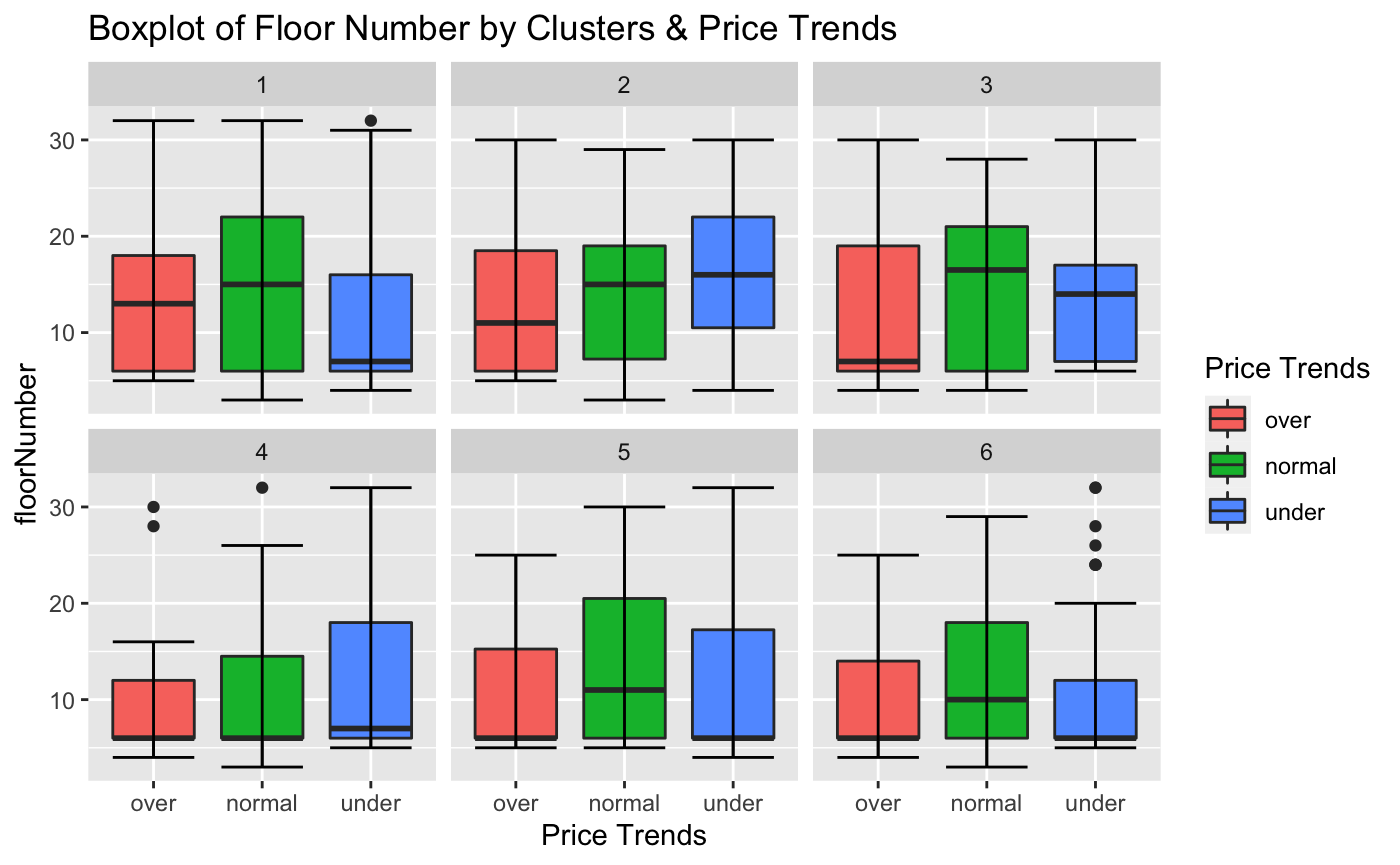 Boxplot of Floor Number by Clusters & Price Trends
1
2
3
30
20
10
floorNumber
4
5
6
30
20
10
over
normal
under
over
normal
under
over
normal
under
Price Trends
Price Trends
over
normal
under